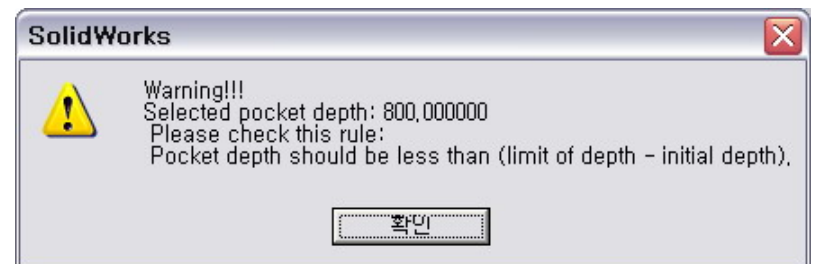 SolidWorks
Warning!!!
Selected pocket depth: 800,000000
Please check this rule:
Pocket depth should be less than (limit of depth - initial depth),
확인